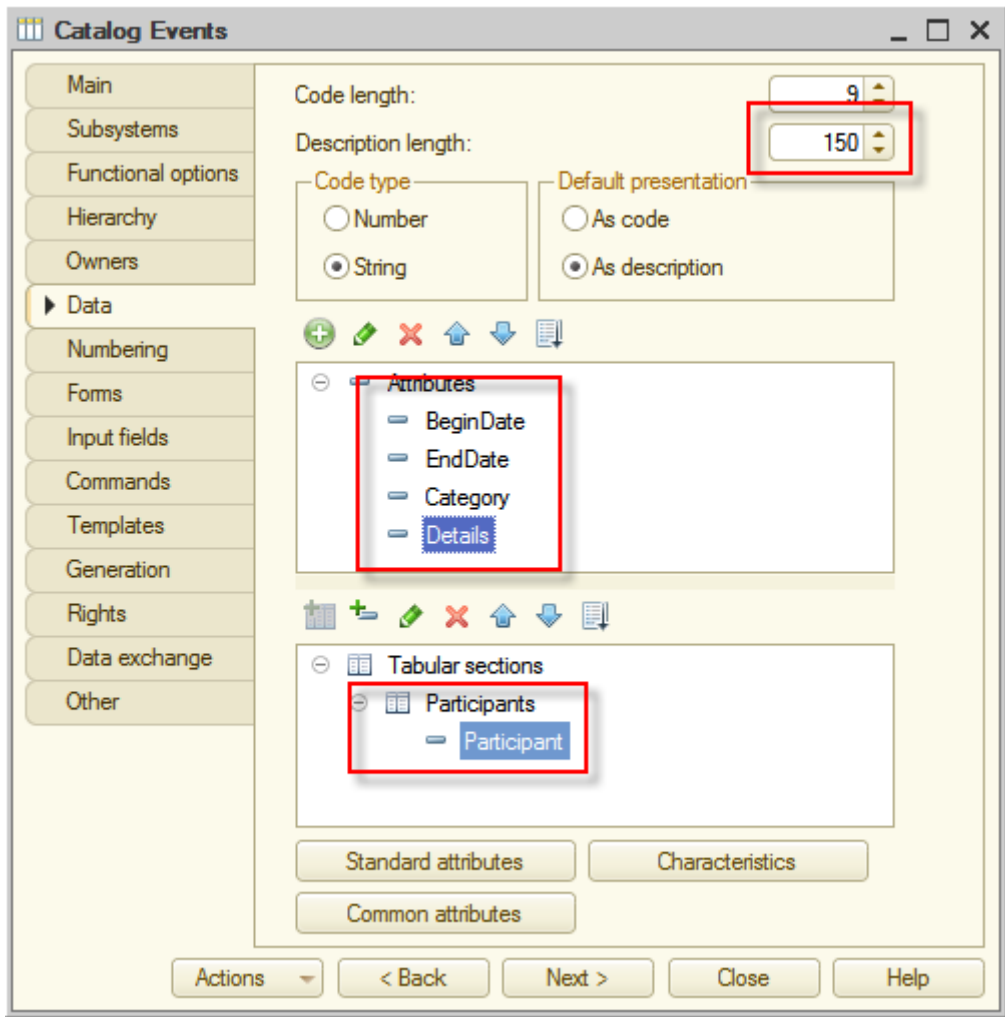 Catalog Events
Main
Subsystems
Functional options
Hierarchy
Owners
Data
Numbering
Forms
Input fields
Commands
Templates
Generation
Rights
Data exchange
Other
Code length:
9
Description length:
150
Code type
Number
String
Default presentation
As code
As description
Attributes
BeginDate
EndDate
Category
Details
Tabular sections
Participants
Participant
Standard attributes
Characteristics
Common attributes
Actions
< Back
Next >
Close
Help